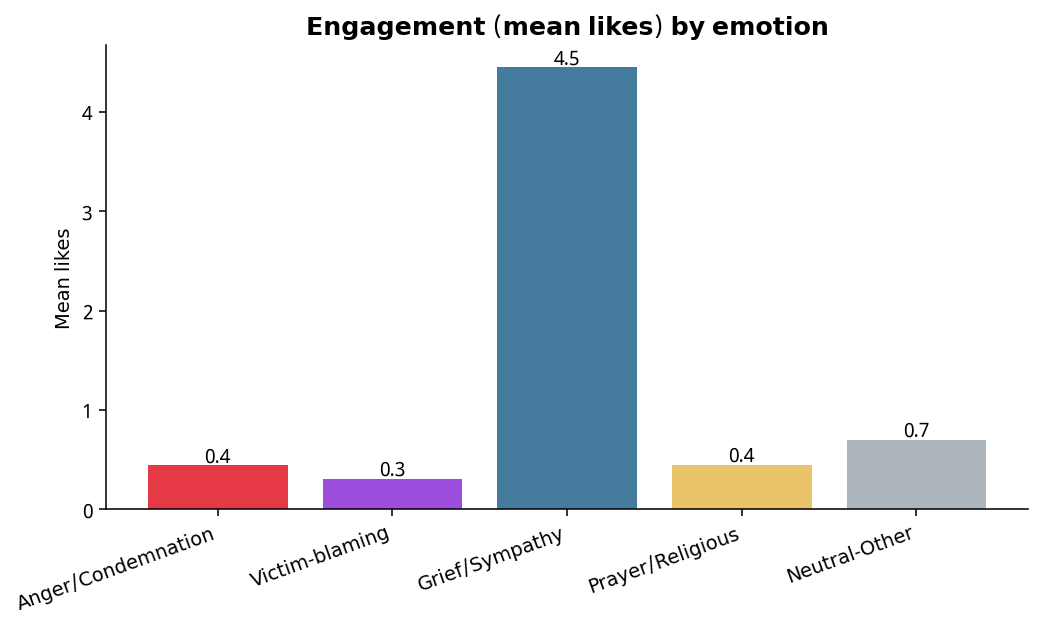 Engagement (mean likes) by emotion
Mean likes
4
3
2
1
0
0.4
0.3
4.5
0.4
0.7
Anger/Condemnation
Victim-blaming
Grief/Sympathy
Prayer/Religious
Neutral-Other